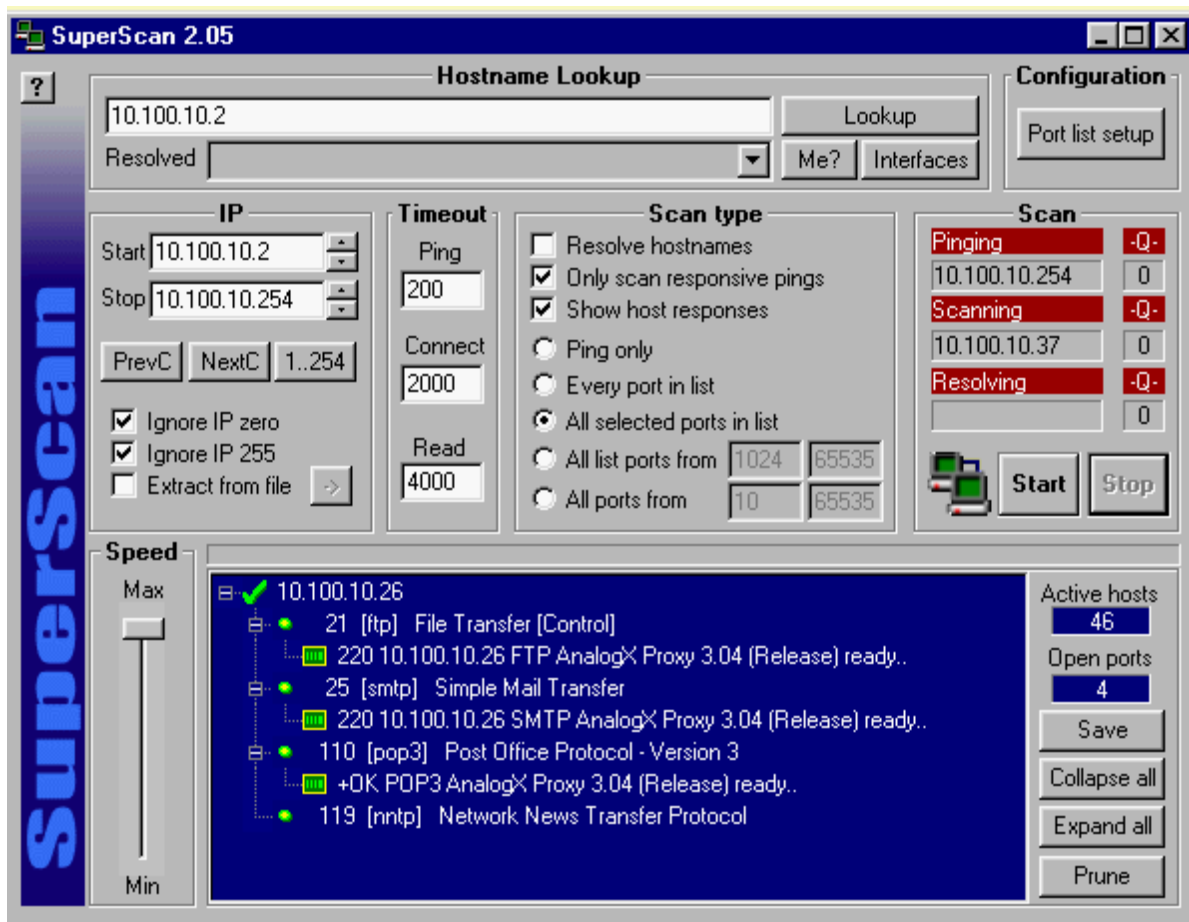 SuperScan 2.05
?
Hostname Lookup
10.100.10.2
Lookup
Resolved
Me?
Interfaces
Configuration
Port list setup
IP
Start 10.100.10.2
Stop 10.100.10.254
PrevC NextC 1..254
Ignore IP zero
Ignore IP 255
Extract from file ->
Timeout
Ping
200
Connect
2000
Read
4000
Scan type
Resolve hostnames
Only scan responsive pings
Show host responses
Ping only
Every port in list
All selected ports in list
All list ports from 1024 65535
All ports from 10 65535
Scan
Pinging -Q-
10.100.10.254 0
Scanning -Q-
10.100.10.37 0
Resolving -Q-
0
Start Stop
SuperScan
Speed
Max
Min
10.100.10.26
21 [ftp] File Transfer [Control]
220 10.100.10.26 FTP AnalogX Proxy 3.04 (Release) ready..
25 [smtp] Simple Mail Transfer
220 10.100.10.26 SMTP AnalogX Proxy 3.04 (Release) ready..
110 [pop3] Post Office Protocol - Version 3
+OK POP3 AnalogX Proxy 3.04 (Release) ready..
119 [nntp] Network News Transfer Protocol
Active hosts
46
Open ports
4
Save
Collapse all
Expand all
Prune